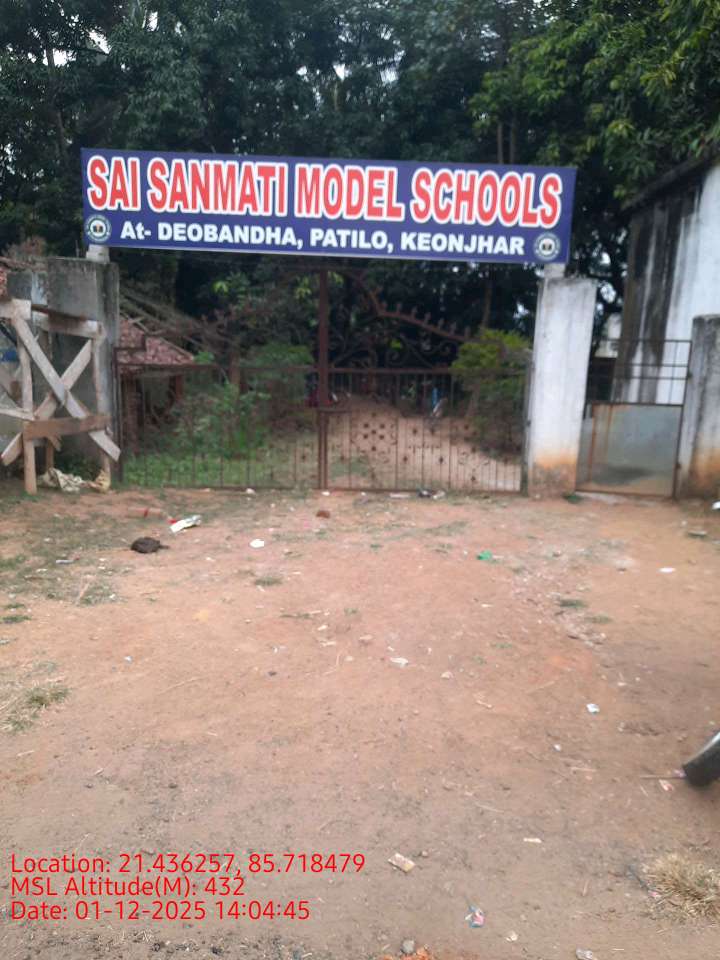 SAI SANMATI MODEL SCHOOLS
At- DEOBANDHA, PATILO, KEONJHAR
Location: 21.436257, 85.718479
MSL Altitude(M): 432
Date: 01-12-2025 14:04:45